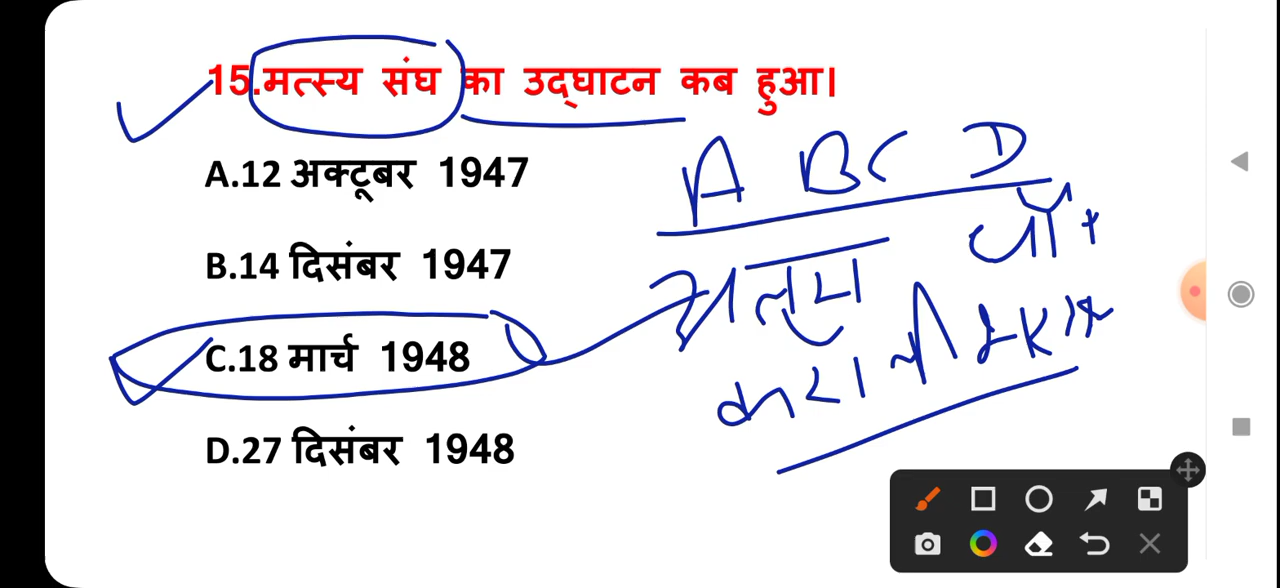 15.मत्स्य संघ का उद्घाटन कब हुआ।
A.12 अक्टूबर 1947
A B C D
B.14 दिसंबर 1947
C.18 मार्च 1948
D.27 दिसंबर 1948